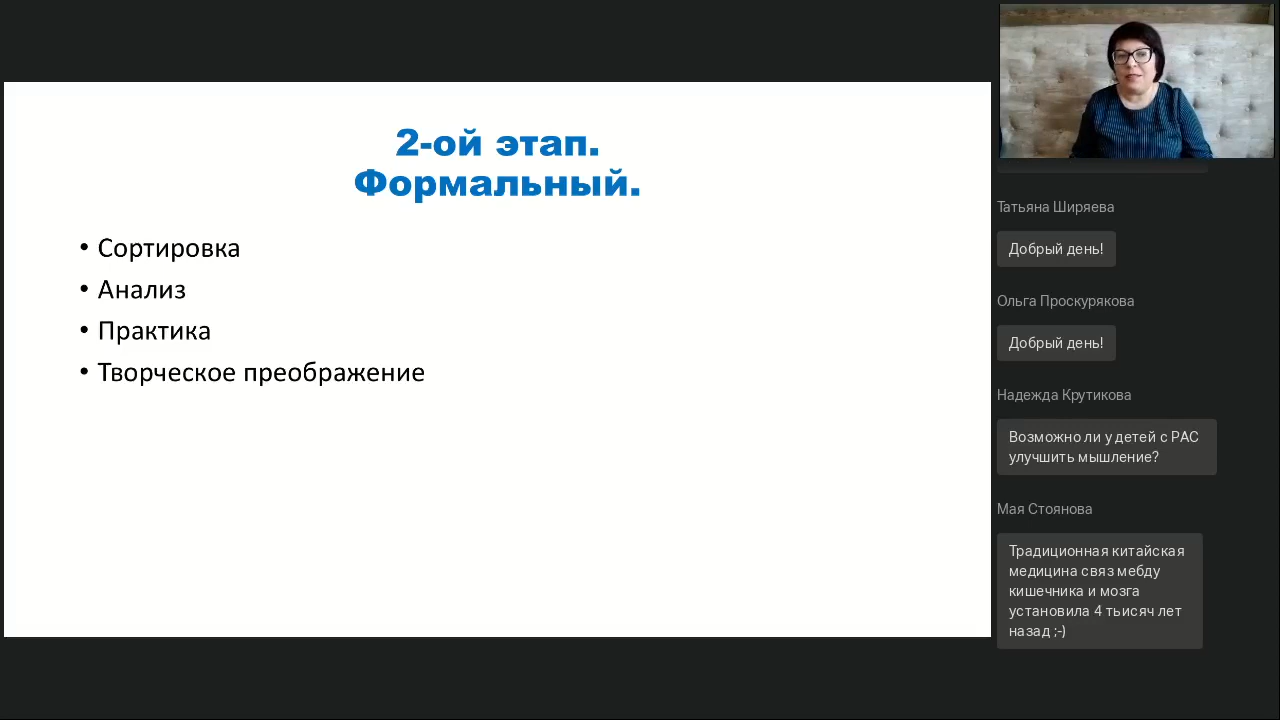 2-ой этап.
Формальный.
• Сортировка
• Анализ
• Практика
• Творческое преображение
Татьяна Ширяева
Добрый день!
Ольга Проскурякова
Добрый день!
Надежда Крутикова
Возможно ли у детей с РАС
улучшить мышление?
Мая Стоянова
Традиционная китайская
медицина связ мебду
кишечника и мозга
установила 4 тьисяч лет
назад ;-)